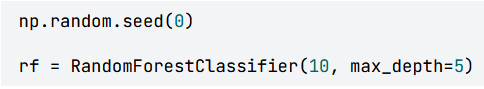 np.random.seed(0)
rf = RandomForestClassifier(10, max_depth=5)